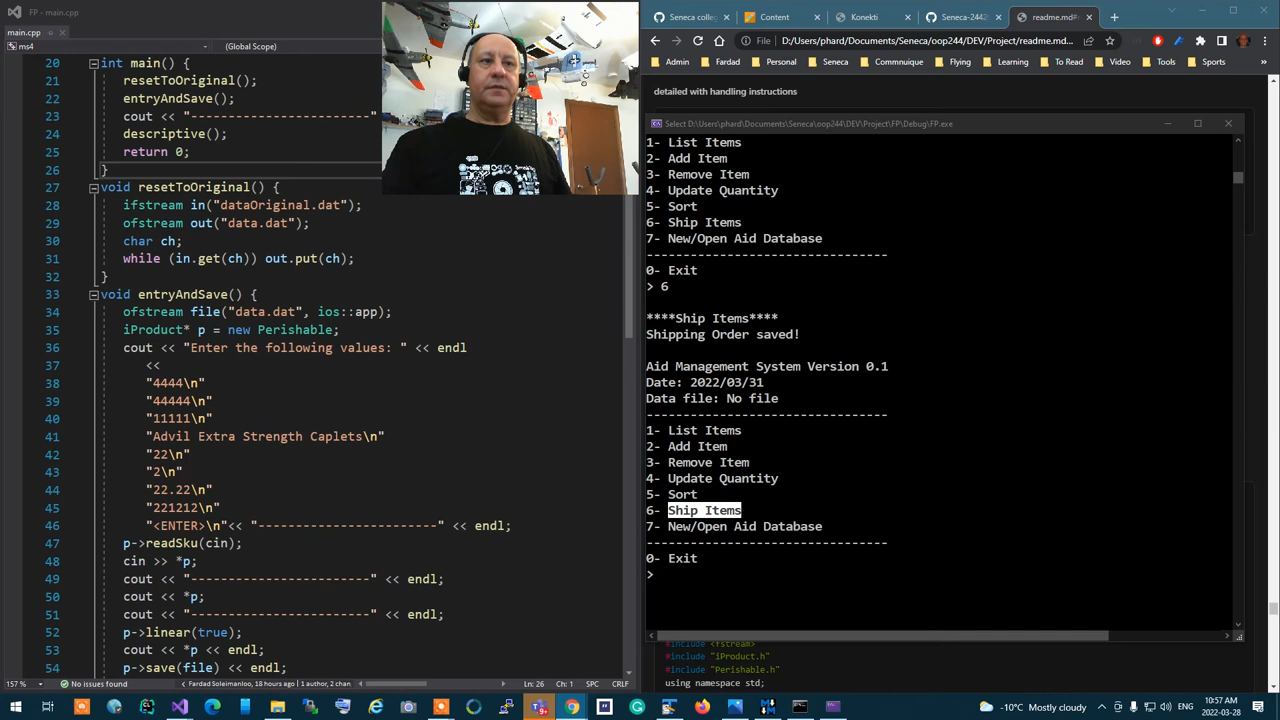 FP - main.cpp
main.cpp
ms4
(Global Scope)
20 int main() {
21 resetToOriginal();
22 entryAndSave();
23 cout << "--------------------------"
24 descriptive();
25 return 0;
26 }
27 void resetToOriginal() {
28 ifstream in("dataOriginal.dat");
29 ofstream out("data.dat");
30 char ch;
31 while (in.get(ch)) out.put(ch);
32 }
33 void entryAndSave() {
34 ofstream file("data.dat", ios::app);
35 iProduct* p = new Perishable;
36 cout << "Enter the following values: " << endl
37 <<
38 "4444\n"
39 "44444\n"
40 "11111\n"
41 "Advil Extra Strength Caplets\n"
42 "22\n"
43 "2\n"
44 "22.22\n"
45 "221212\n"
46 "<ENTER>\n"<< "------------------------" << endl;
47 p->readSku(cin);
48 cin >> *p;
49 cout << "------------------------" << endl;
50 cout << *p;
51 cout << "------------------------" << endl;
52 p->linear(true);
53 cout << *p << endl;
54 p->save(file) << endl;
157 %
No issues found
Fardad Soleimanloo, 18 hours ago | 1 author, 2 chan
Ln: 26 Ch: 1 SPC CRLF
Seneca colleg
Content
Konekti
Seneca-2442
readme.md
File | D:/Users/phard/Documents/Seneca/oop244/DEV/Project/readme.m...
Admin Fardad Personal Seneca Commnuique Flying Learning To Read Video Tools Sports
detailed with handling instructions
Select D:\Users\phard\Documents\Seneca\oop244\DEV\Project\FP\Debug\FP.exe
1- List Items
2- Add Item
3- Remove Item
4- Update Quantity
5- Sort
6- Ship Items
7- New/Open Aid Database
---------------------------------
0- Exit
> 6
****Ship Items****
Shipping Order saved!
Aid Management System Version 0.1
Date: 2022/03/31
Data file: No file
---------------------------------
1- List Items
2- Add Item
3- Remove Item
4- Update Quantity
5- Sort
6- Ship Items
7- New/Open Aid Database
---------------------------------
0- Exit
>
#include <fstream>
#include "iProduct.h"
#include "Perishable.h"
using namespace std;
9+
-10°C Mostly cloudy
10:57 AM
2022-03-28